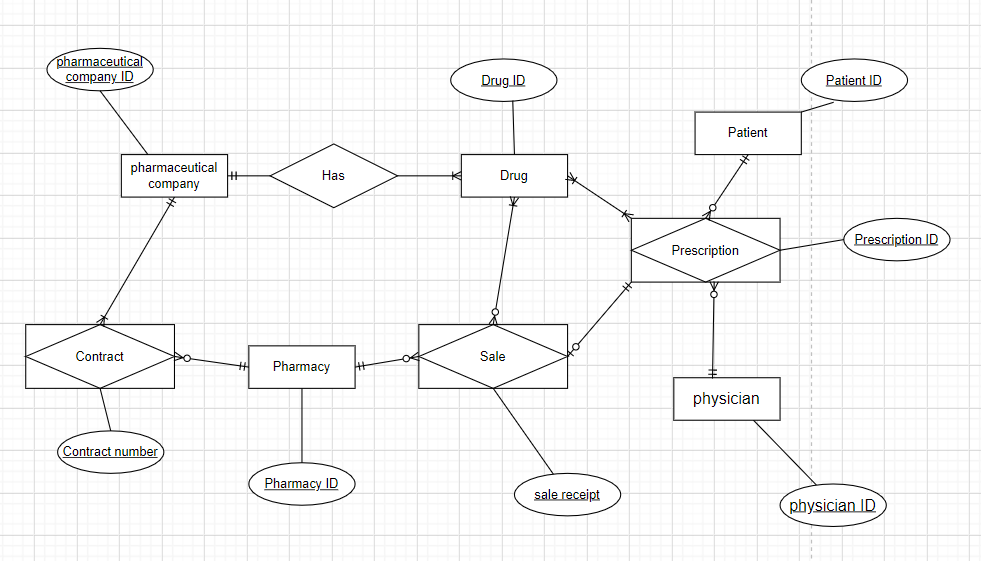 pharmaceutical
company ID
Drug ID
Patient ID
Patient
pharmaceutical
company
Has
Drug
Prescription
Prescription ID
Contract
Pharmacy
Sale
physician
Contract number
Pharmacy ID
sale receipt
physician ID